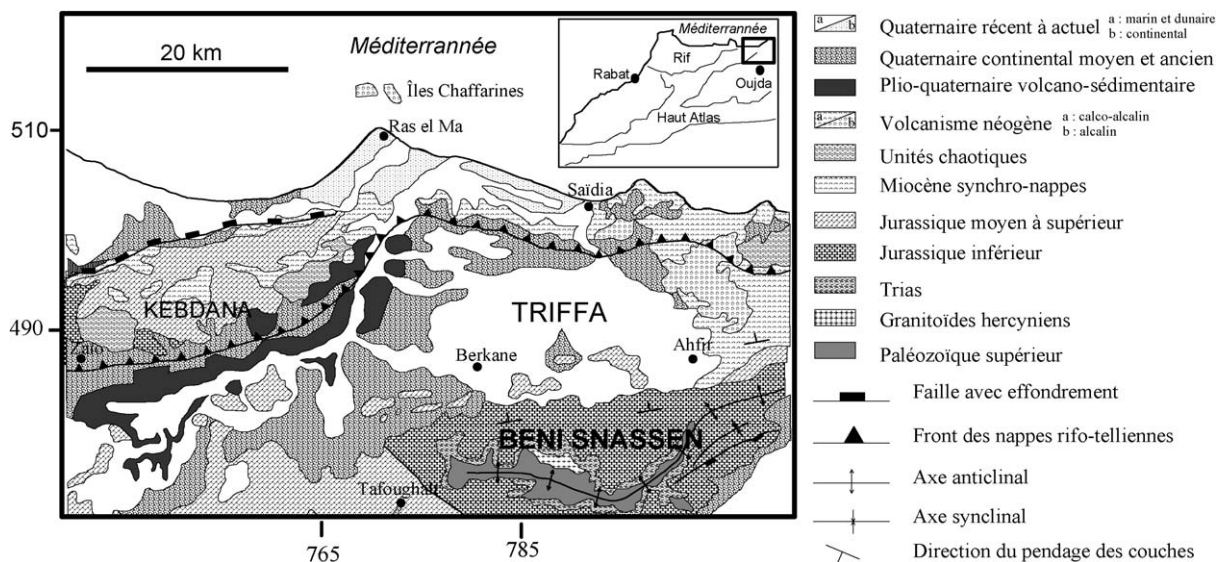 20 km
Méditerrannée
Îles Chaffarines
Ras el Ma
Saïdia
KEBDANA
TRIFFA
Zaïo
Berkane
Ahfir
BENI SNASSEN
Tafoughalt
510
490
765
785
Méditerrannée
Rif
Rabat
Oujda
Haut Atlas
a b Quaternaire récent à actuel a : marin et dunaire
b : continental
Quaternaire continental moyen et ancien
Plio-quaternaire volcano-sédimentaire
a b Volcanisme néogène a : calco-alcalin
b : alcalin
Unités chaotiques
Miocène synchro-nappes
Jurassique moyen à supérieur
Jurassique inférieur
Trias
Granitoïdes hercyniens
Paléozoïque supérieur
Faille avec effondrement
Front des nappes rifo-telliennes
Axe anticlinal
Axe synclinal
Direction du pendage des couches